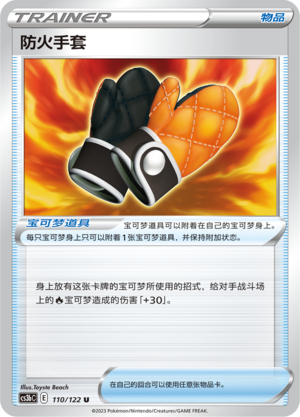 TRAINER 物品
防火手套
宝可梦道具 宝可梦道具可以附着在自己的宝可梦身上。
每只宝可梦身上只可以附着1张宝可梦道具，并保持附加状态。
身上放有这张卡牌的宝可梦所使用的招式，给对手战斗场
上的宝可梦造成的伤害「+30」。
Illus.Toyste Beach
cs3bC E 110/122 U
在自己的回合可以使用任意张物品卡。
©2023 Pokémon/Nintendo/Creatures/GAME FREAK.